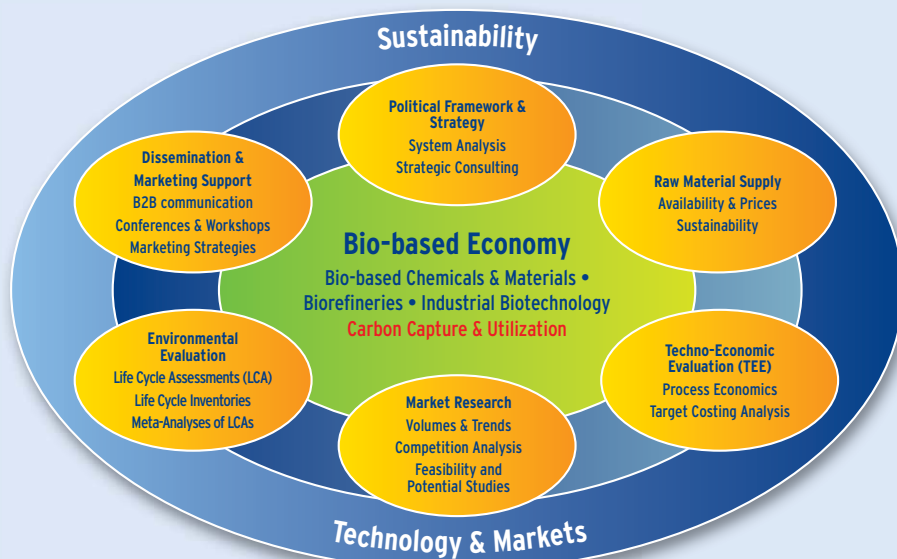 Sustainability
Political Framework &
Strategy
System Analysis
Strategic Consulting
Dissemination &
Marketing Support
B2B communication
Conferences & Workshops
Marketing Strategies
Raw Material Supply
Availability & Prices
Sustainability
Bio-based Economy
Bio-based Chemicals & Materials •
Biorefineries • Industrial Biotechnology
Carbon Capture & Utilization
Environmental
Evaluation
Life Cycle Assessments (LCA)
Life Cycle Inventories
Meta-Analyses of LCAs
Market Research
Volumes & Trends
Competition Analysis
Feasibility and
Potential Studies
Techno-Economic
Evaluation (TEE)
Process Economics
Target Costing Analysis
Technology & Markets